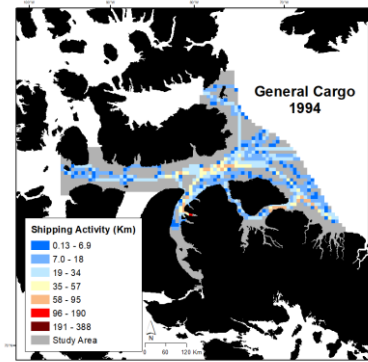 General Cargo
1994
Shipping Activity (Km)
0.13 - 6.9
7.0 - 18
19 - 34
35 - 57
58 - 95
96 - 190
191 - 388
Study Area
N
0 30 60 120 Km